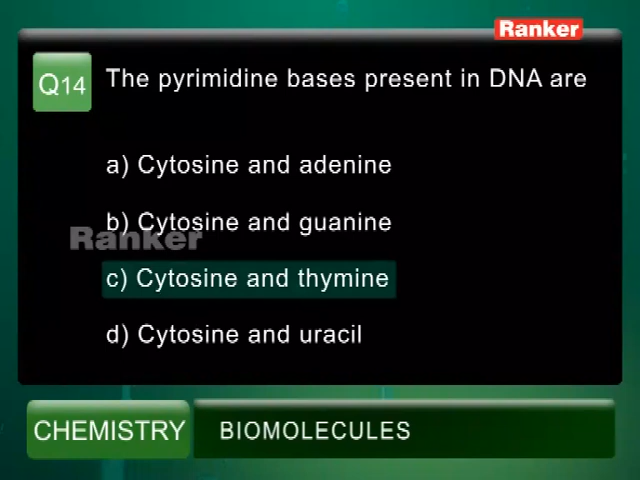 Ranker
Q14 The pyrimidine bases present in DNA are
a) Cytosine and adenine
b) Cytosine and guanine
Ranker
c) Cytosine and thymine
d) Cytosine and uracil
CHEMISTRY BIOMOLECULES